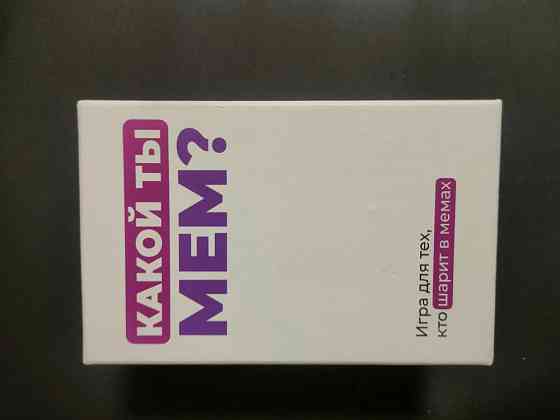 КАКОЙ ТЫ
МЕМ?
Игра для тех,
кто шарит в мемах